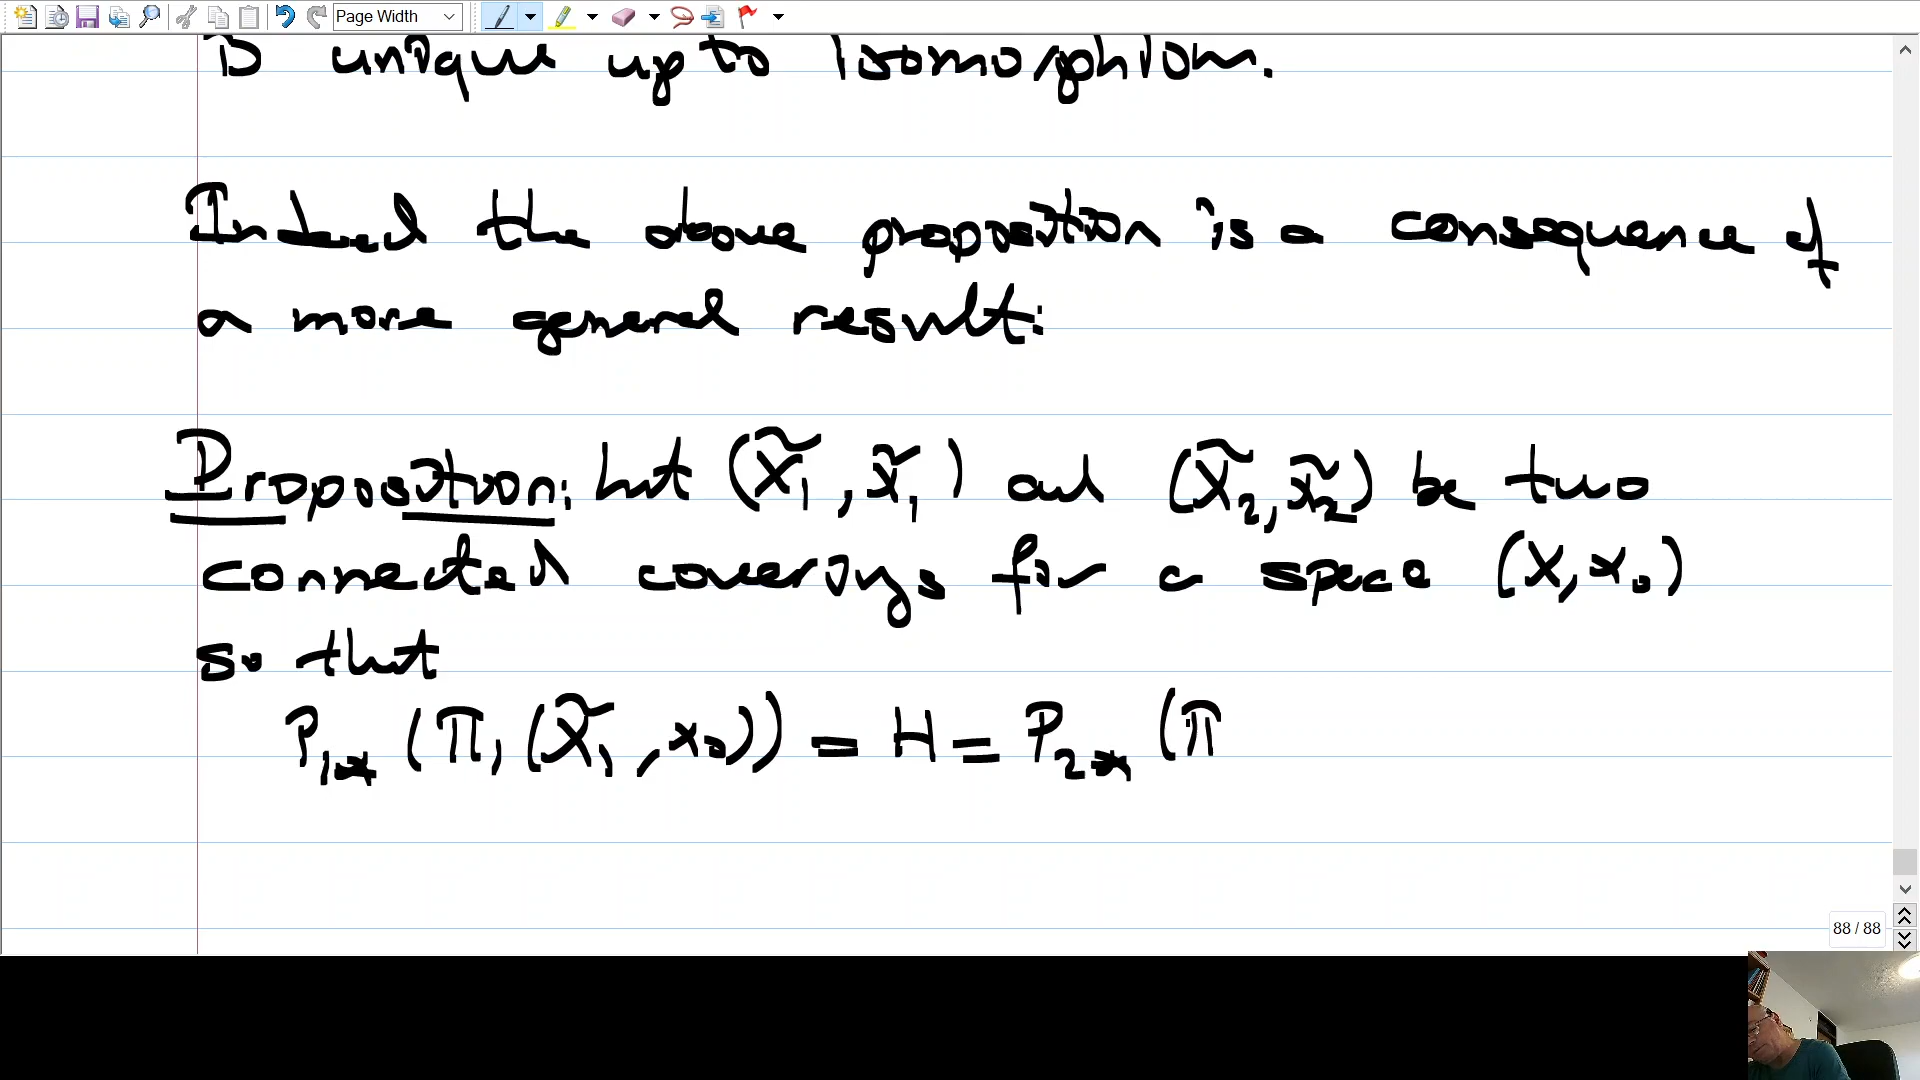 Page Width
is unique up to isomorphism.
Indeed the above proposition is a consequence of
a more general result:
Proposition: Let (X̃₁, x̃₁) and (X̃₂, x̃₂) be two
connected coverings for a space (X, x₀)
so that
P₁* (π₁(X̃₁, x₀)) = H = P₂* (π
88 / 88